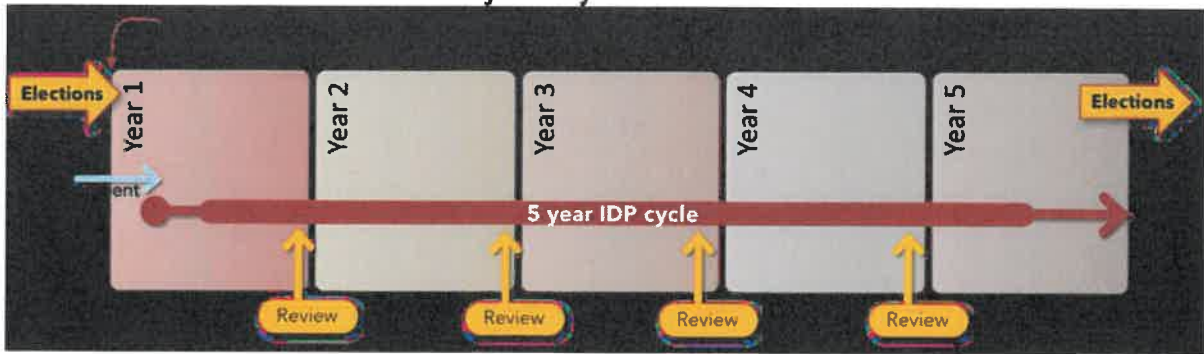 Elections
Year 1
Year 2
Year 3
Year 4
Year 5
Elections
ent
5 year IDP cycle
Review
Review
Review
Review